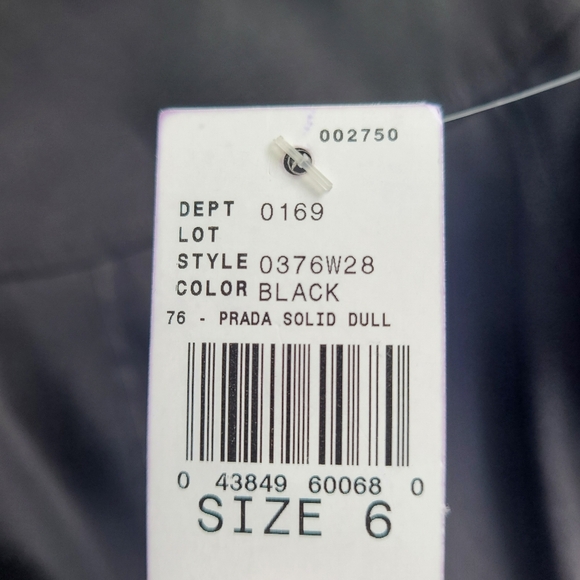 002750
DEPT 0169
LOT
STYLE 0376W28
COLOR BLACK
76 - PRADA SOLID DULL
0 43849 60068 0
SIZE 6